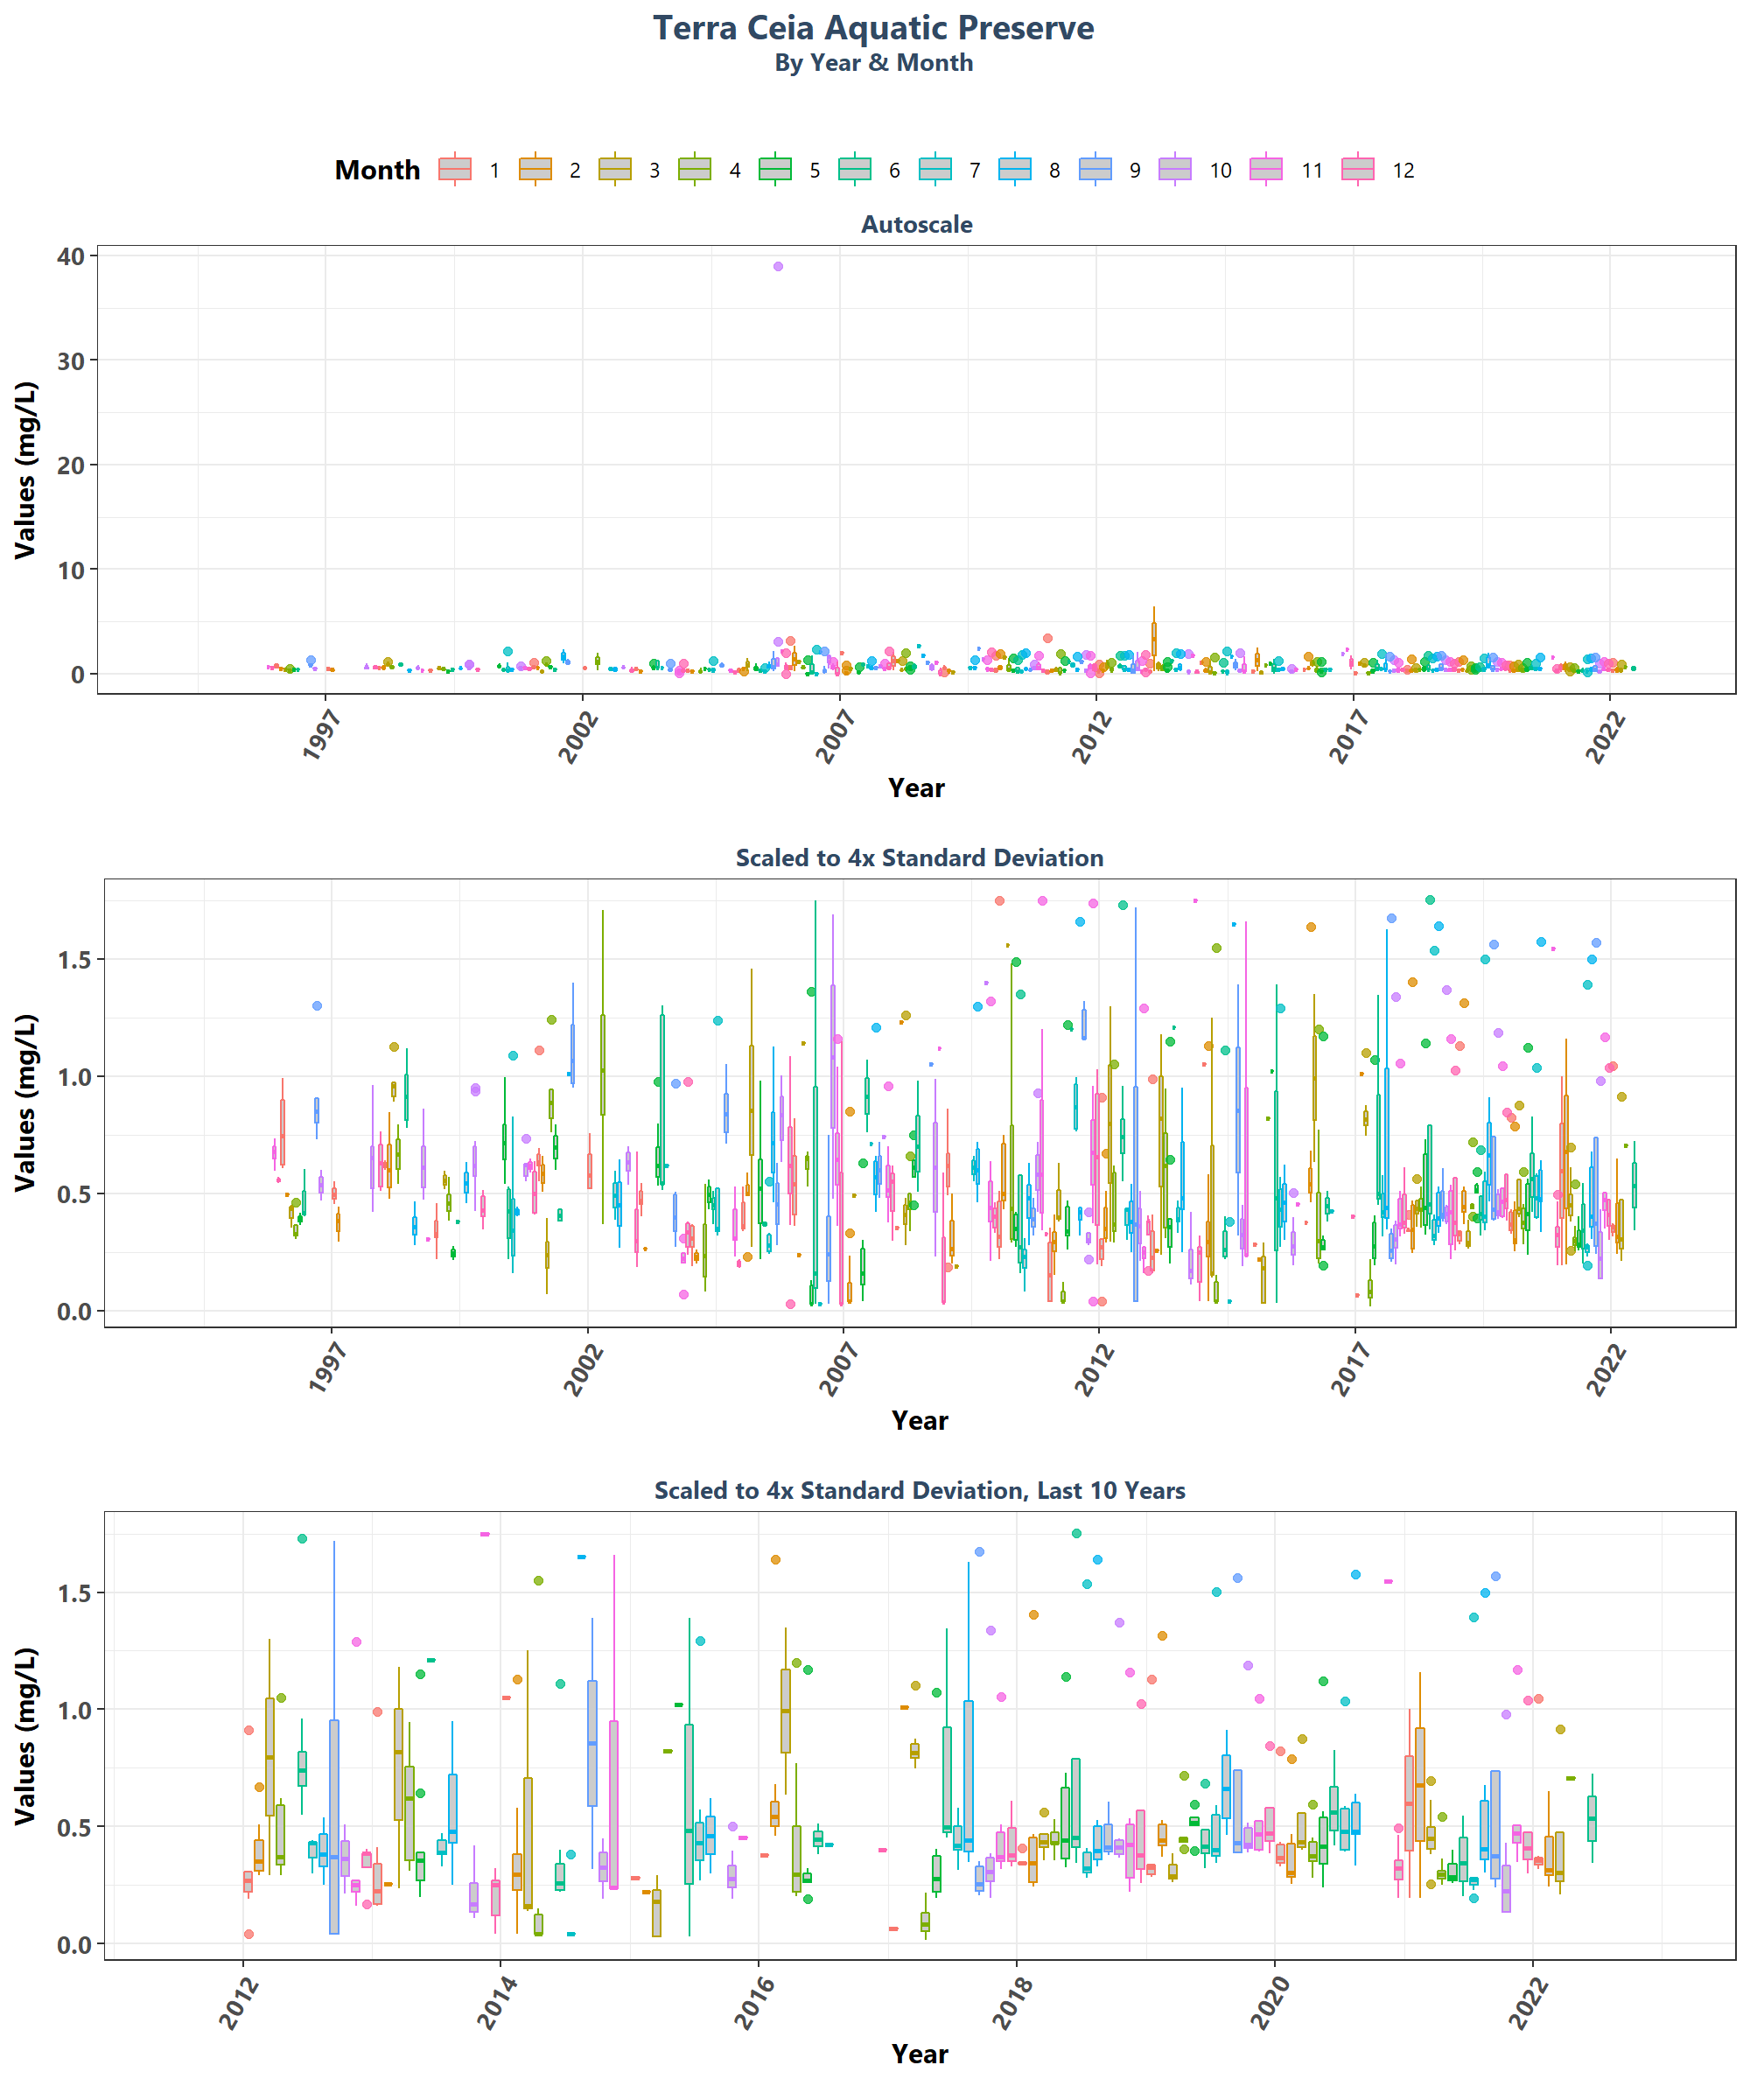 Terra Ceia Aquatic Preserve
By Year & Month
Month 1 2 3 4 5 6 7 8 9 10 11 12
Autoscale
40
30
20
10
0
Values (mg/L)
1997 2002 2007 2012 2017 2022
Year
Scaled to 4x Standard Deviation
1.5
1.0
0.5
0.0
Values (mg/L)
1997 2002 2007 2012 2017 2022
Year
Scaled to 4x Standard Deviation, Last 10 Years
1.5
1.0
0.5
0.0
Values (mg/L)
2012 2014 2016 2018 2020 2022
Year